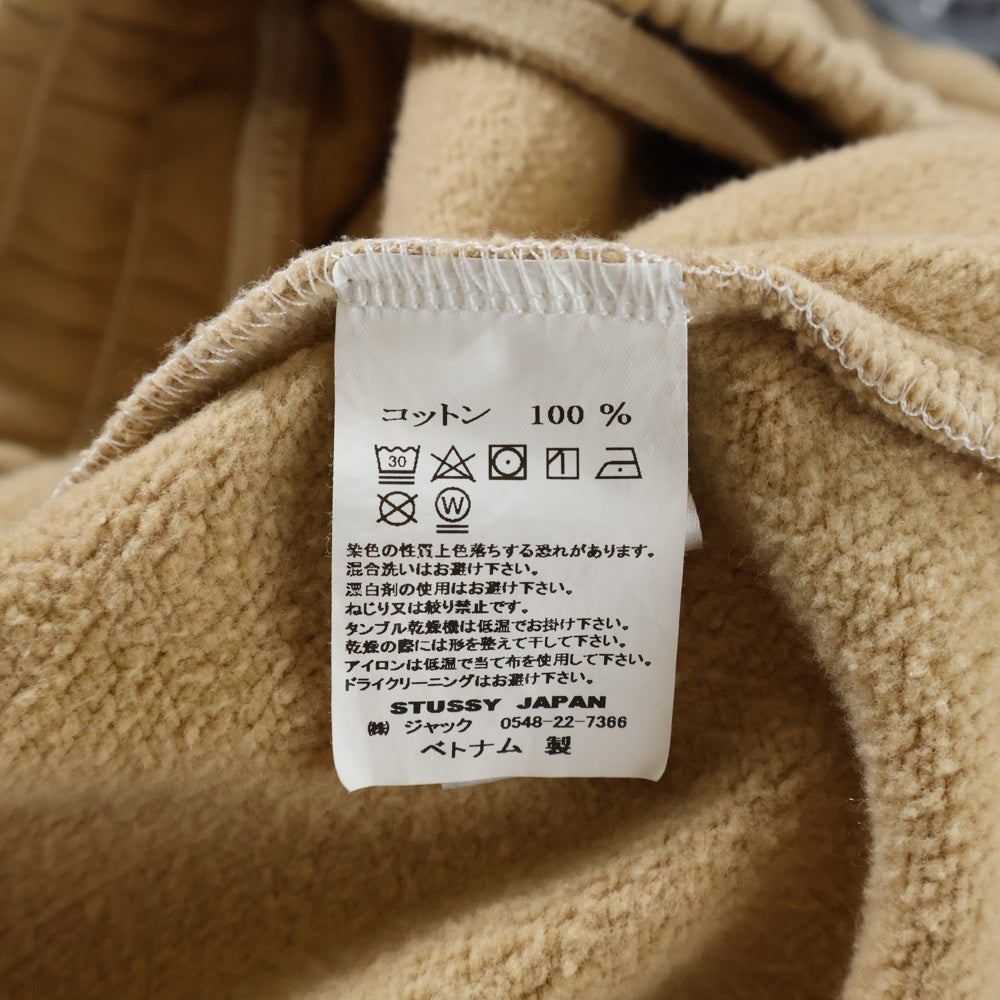 コットン 100 %
30
W
染色の性質上色落ちする恐れがあります。
混合洗いはお避け下さい。
漂白剤の使用はお避け下さい。
ねじり又は絞り禁止です。
タンブル乾燥機は低温でお掛け下さい。
乾燥の際には形を整えて干して下さい。
アイロンは低温で当て布を使用して下さい。
ドライクリーニングはお避け下さい。
STUSSY JAPAN
㈱ ジャック 0548-22-7366
ベトナム 製